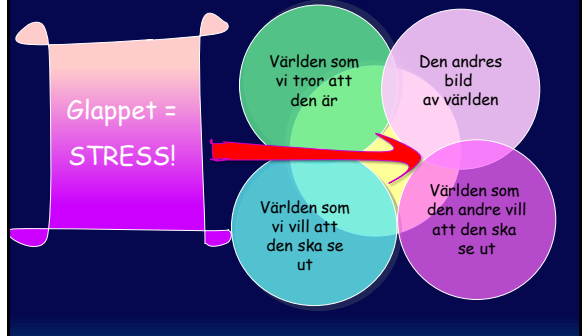 Glappet =
STRESS!
Världen som
vi tror att
den är
Den andres
bild
av världen
Världen som
vi vill att
den ska se
ut
Världen som
den andre vill
att den ska
se ut